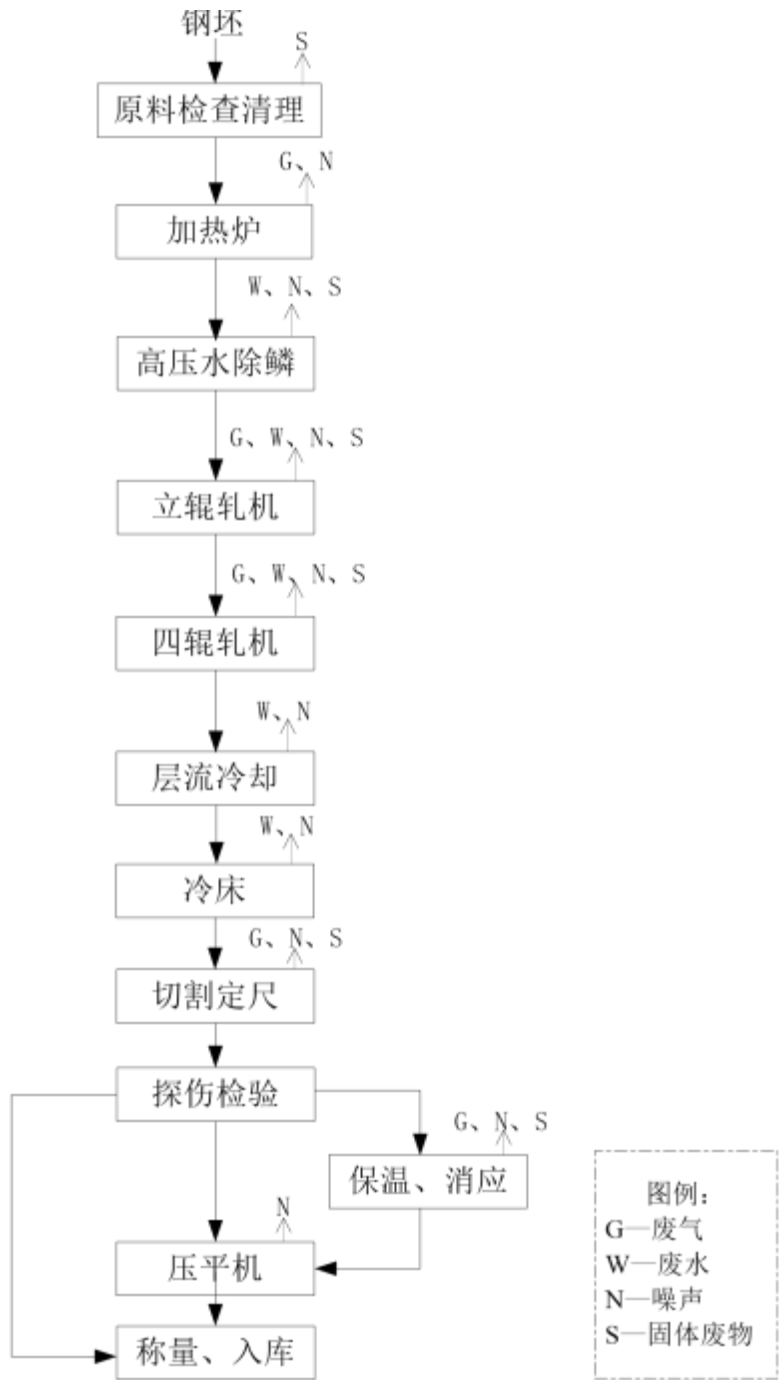 钢坯
S
原料检查清理
G、N
加热炉
W、N、S
高压水除鳞
G、W、N、S
立辊轧机
G、W、N、S
四辊轧机
W、N
层流冷却
W、N
冷床
G、N、S
切割定尺
探伤检验
G、N、S
保温、消应
N
压平机
称量、入库
图例：
G—废气
W—废水
N—噪声
S—固体废物